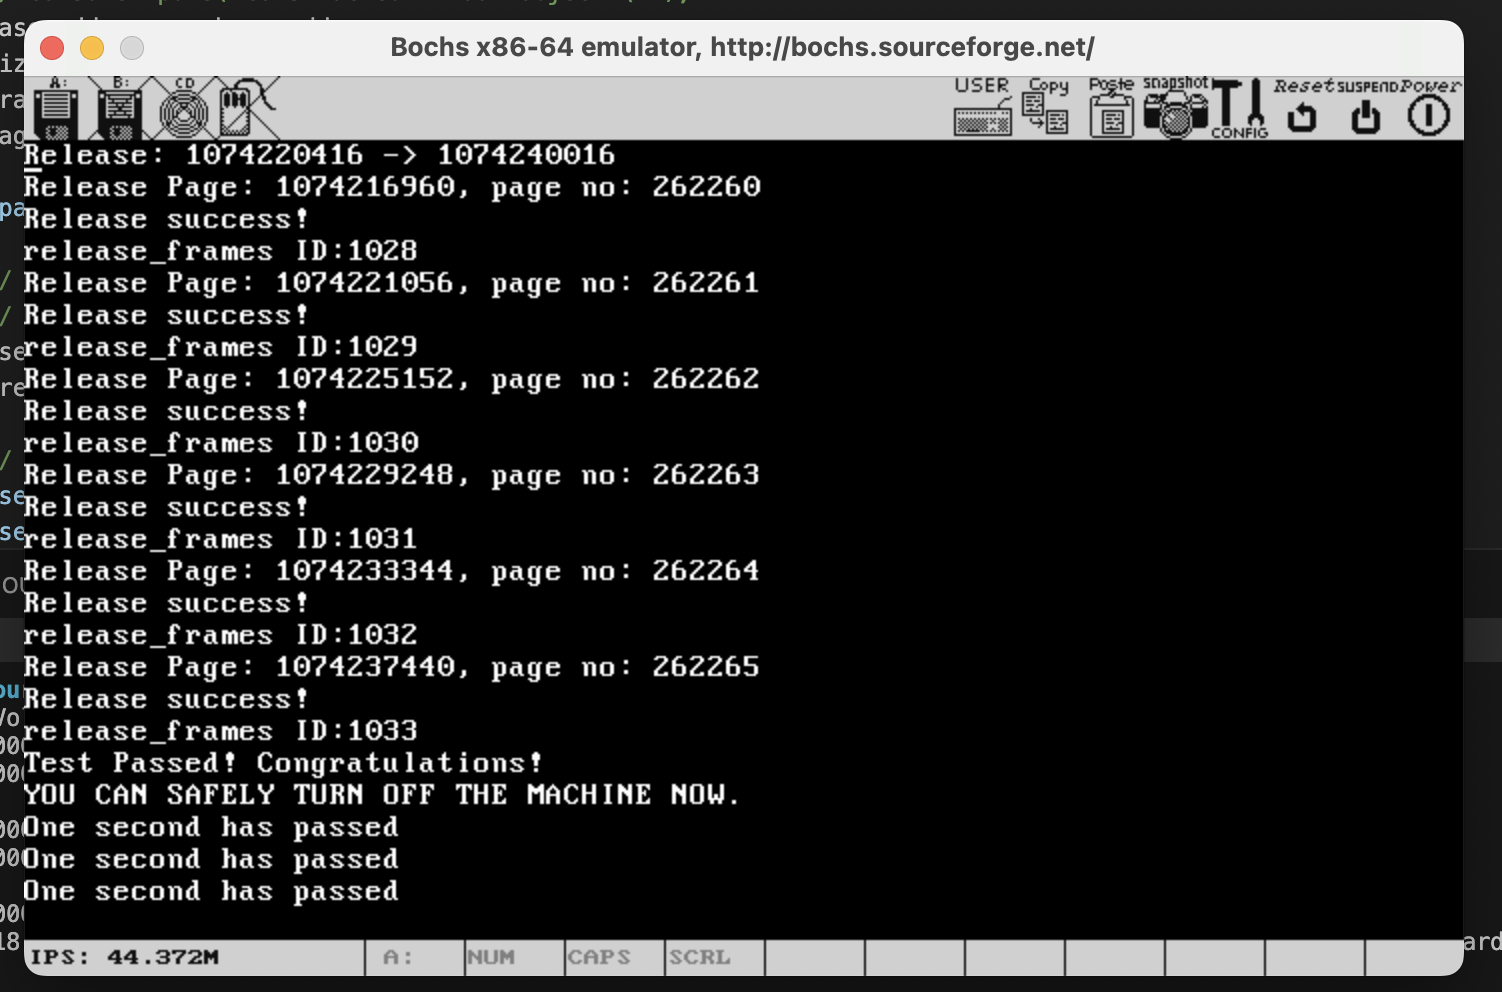 Bochs x86-64 emulator, http://bochs.sourceforge.net/
A: B: CD USER Copy Paste snapshot CONFIG Reset SUSPEND Power
Release: 1074220416 -> 1074240016
Release Page: 1074216960, page no: 262260
Release success!
release_frames ID:1028
Release Page: 1074221056, page no: 262261
Release success!
release_frames ID:1029
Release Page: 1074225152, page no: 262262
Release success!
release_frames ID:1030
Release Page: 1074229248, page no: 262263
Release success!
release_frames ID:1031
Release Page: 1074233344, page no: 262264
Release success!
release_frames ID:1032
Release Page: 1074237440, page no: 262265
Release success!
release_frames ID:1033
Test Passed! Congratulations!
YOU CAN SAFELY TURN OFF THE MACHINE NOW.
One second has passed
One second has passed
One second has passed
IPS: 44.372M A: NUM CAPS SCRL